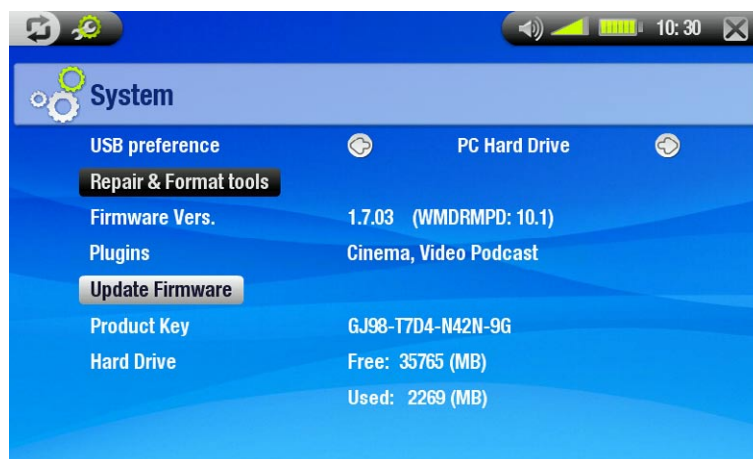 10:30
System
USB preference PC Hard Drive
Repair & Format tools
Firmware Vers. 1.7.03 (WMDRMPD: 10.1)
Plugins Cinema, Video Podcast
Update Firmware
Product Key GJ98-T7D4-N42N-9G
Hard Drive Free: 35765 (MB)
Used: 2269 (MB)